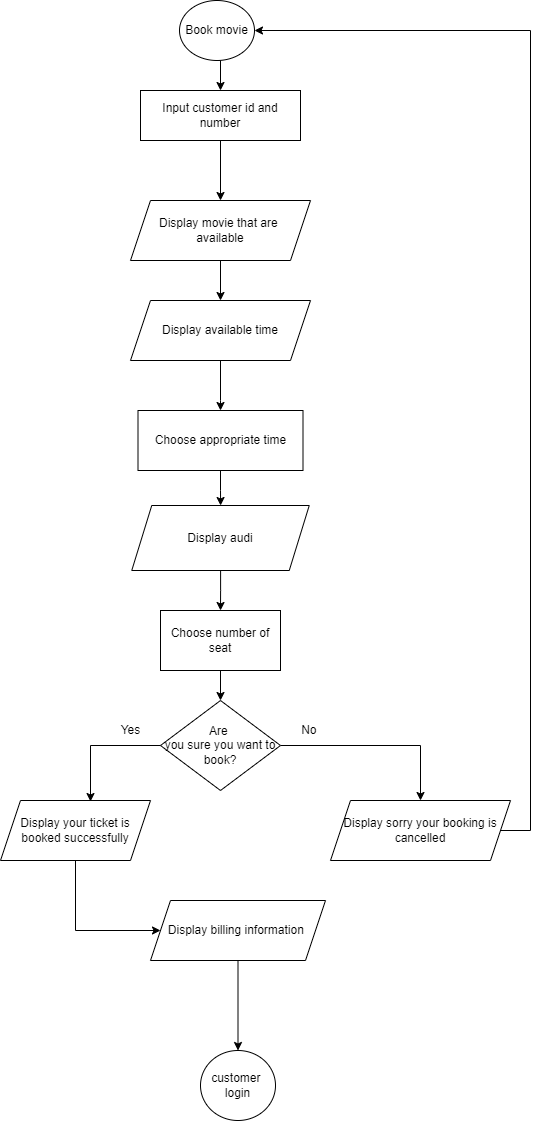 Book movie
Input customer id and
number
Display movie that are
available
Display available time
Choose appropriate time
Display audi
Choose number of
seat
Yes
Are
you sure you want to
book?
No
Display your ticket is
booked successfully
Display sorry your booking is
cancelled
Display billing information
customer
login